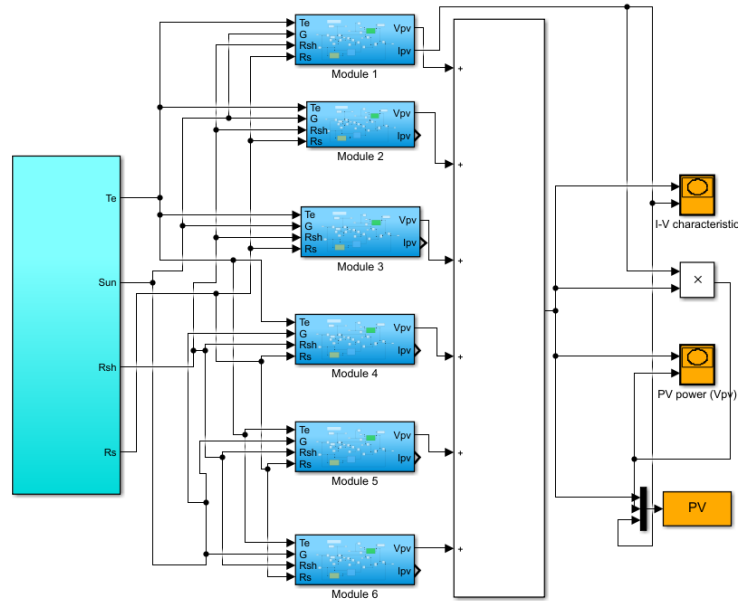 Te
Sun
Rsh
Rs
Te
G
Rsh
Rs
Vpv
Ipv
Module 1
Te
G
Rsh
Rs
Vpv
Ipv
Module 2
Te
G
Rsh
Rs
Vpv
Ipv
Module 3
Te
G
Rsh
Rs
Vpv
Ipv
Module 4
Te
G
Rsh
Rs
Vpv
Ipv
Module 5
Te
G
Rsh
Rs
Vpv
Ipv
Module 6
+
+
+
+
+
+
I-V characteristic
×
PV power (Vpv)
PV